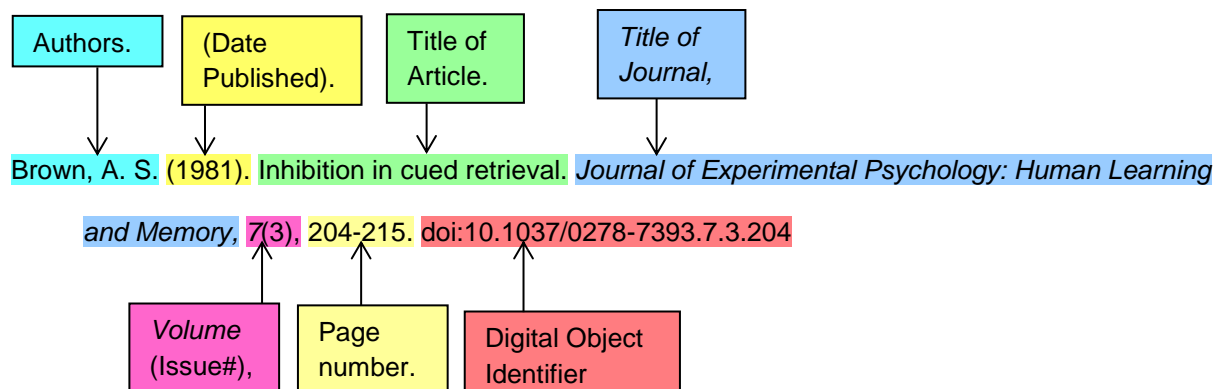 Authors.
(Date
Published).
Title of
Article.
Title of
Journal,
Brown, A. S. (1981). Inhibition in cued retrieval. Journal of Experimental Psychology: Human Learning
and Memory, 7(3), 204-215. doi:10.1037/0278-7393.7.3.204
Volume
(Issue#),
Page
number.
Digital Object
Identifier